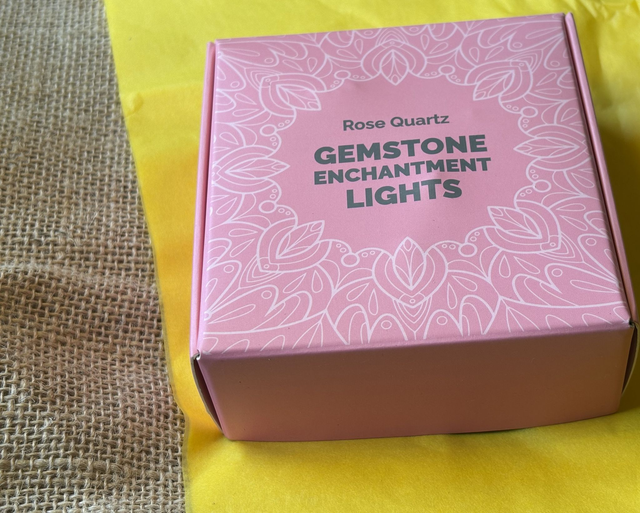 Rose Quartz
GEMSTONE
ENCHANTMENT
LIGHTS